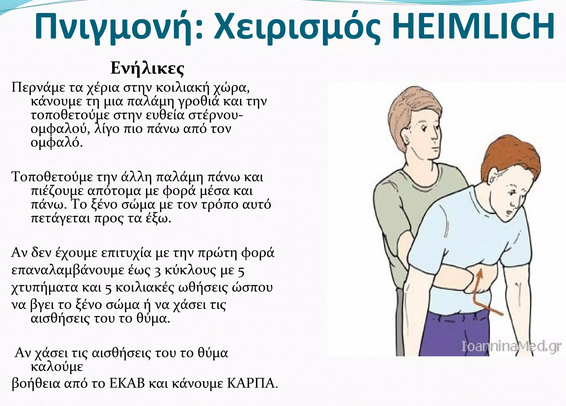 Πνιγμονή: Χειρισμός HEIMLICH
Ενήλικες
Περνάμε τα χέρια στην κοιλιακή χώρα,
κάνουμε τη μια παλάμη γροθιά και την
τοποθετούμε στην ευθεία στέρνου-
ομφαλού, λίγο πιο πάνω από τον
ομφαλό.
Τοποθετούμε την άλλη παλάμη πάνω και
πιέζουμε απότομα με φορά μέσα και
πάνω. Το ξένο σώμα με τον τρόπο αυτό
πετάγεται προς τα έξω.
Αν δεν έχουμε επιτυχία με την πρώτη φορά
επαναλαμβάνουμε έως 3 κύκλους με 5
χτυπήματα και 5 κοιλιακές ωθήσεις ώσπου
να βγει το ξένο σώμα ή να χάσει τις
αισθήσεις του το θύμα.
Αν χάσει τις αισθήσεις του το θύμα
καλούμε
βοήθεια από το ΕΚΑΒ και κάνουμε ΚΑΡΠΑ.
IoanninaMed.gr